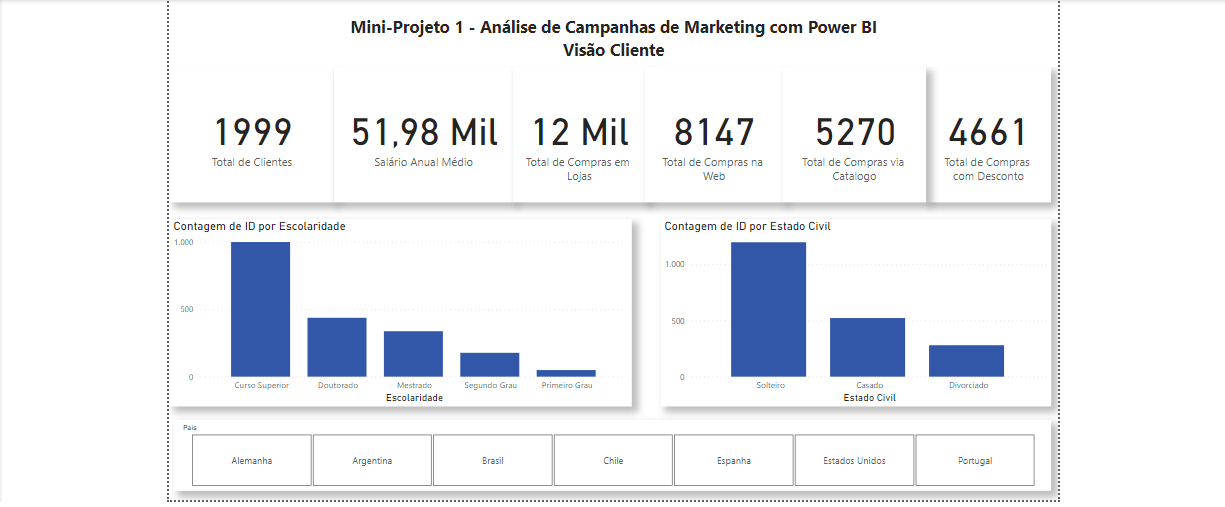 Mini-Projeto 1 - Análise de Campanhas de Marketing com Power BI
Visão Cliente
1999
Total de Clientes
51,98 Mil
Salário Anual Médio
12 Mil
Total de Compras em
Lojas
8147
Total de Compras na
Web
5270
Total de Compras via
Catalogo
4661
Total de Compras
com Desconto
Contagem de ID por Escolaridade
1.000
500
0
Curso Superior
Doutorado
Mestrado
Segundo Grau
Primeiro Grau
Escolaridade
Contagem de ID por Estado Civil
1.000
500
0
Solteiro
Casado
Divorciado
Estado Civil
Pais
Alemanha
Argentina
Brasil
Chile
Espanha
Estados Unidos
Portugal